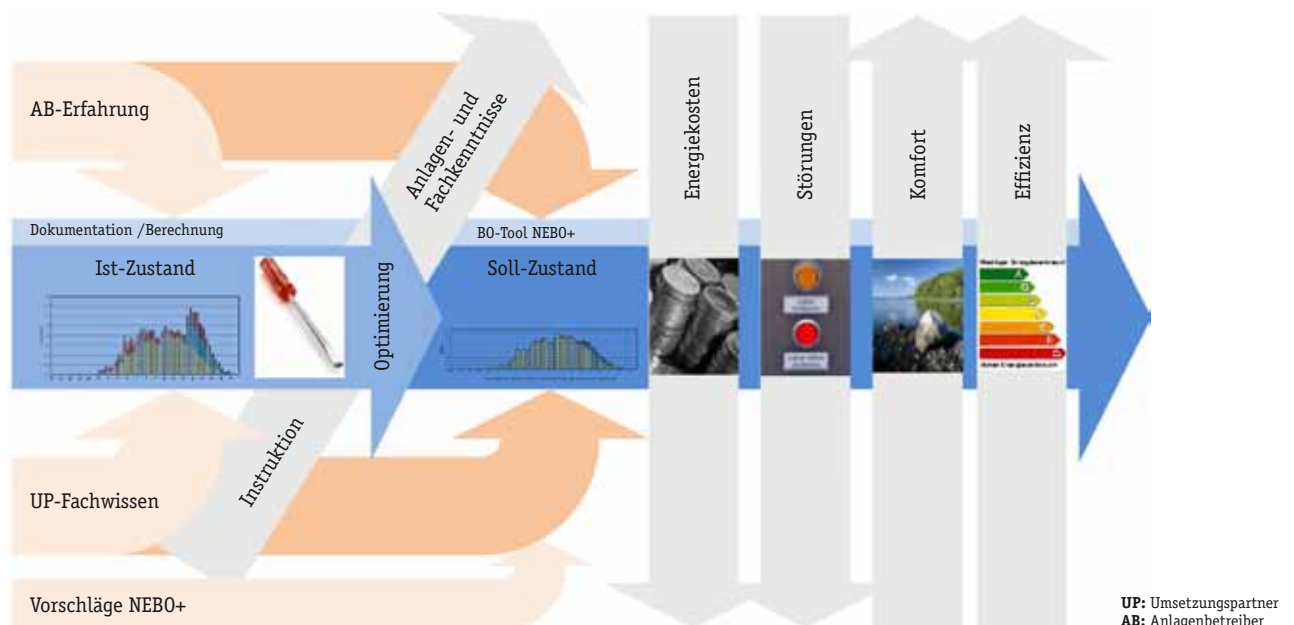 AB-Erfahrung
Anlagen- und
Fachkenntnisse
Energiekosten
Störungen
Komfort
Effizienz
Dokumentation /Berechnung
BO-Tool NEBO+
Ist-Zustand
Optimierung
Soll-Zustand
A
Instruktion
UP-Fachwissen
Vorschläge NEBO+
UP: Umsetzungspartner
AB: Anlagenbetreiber